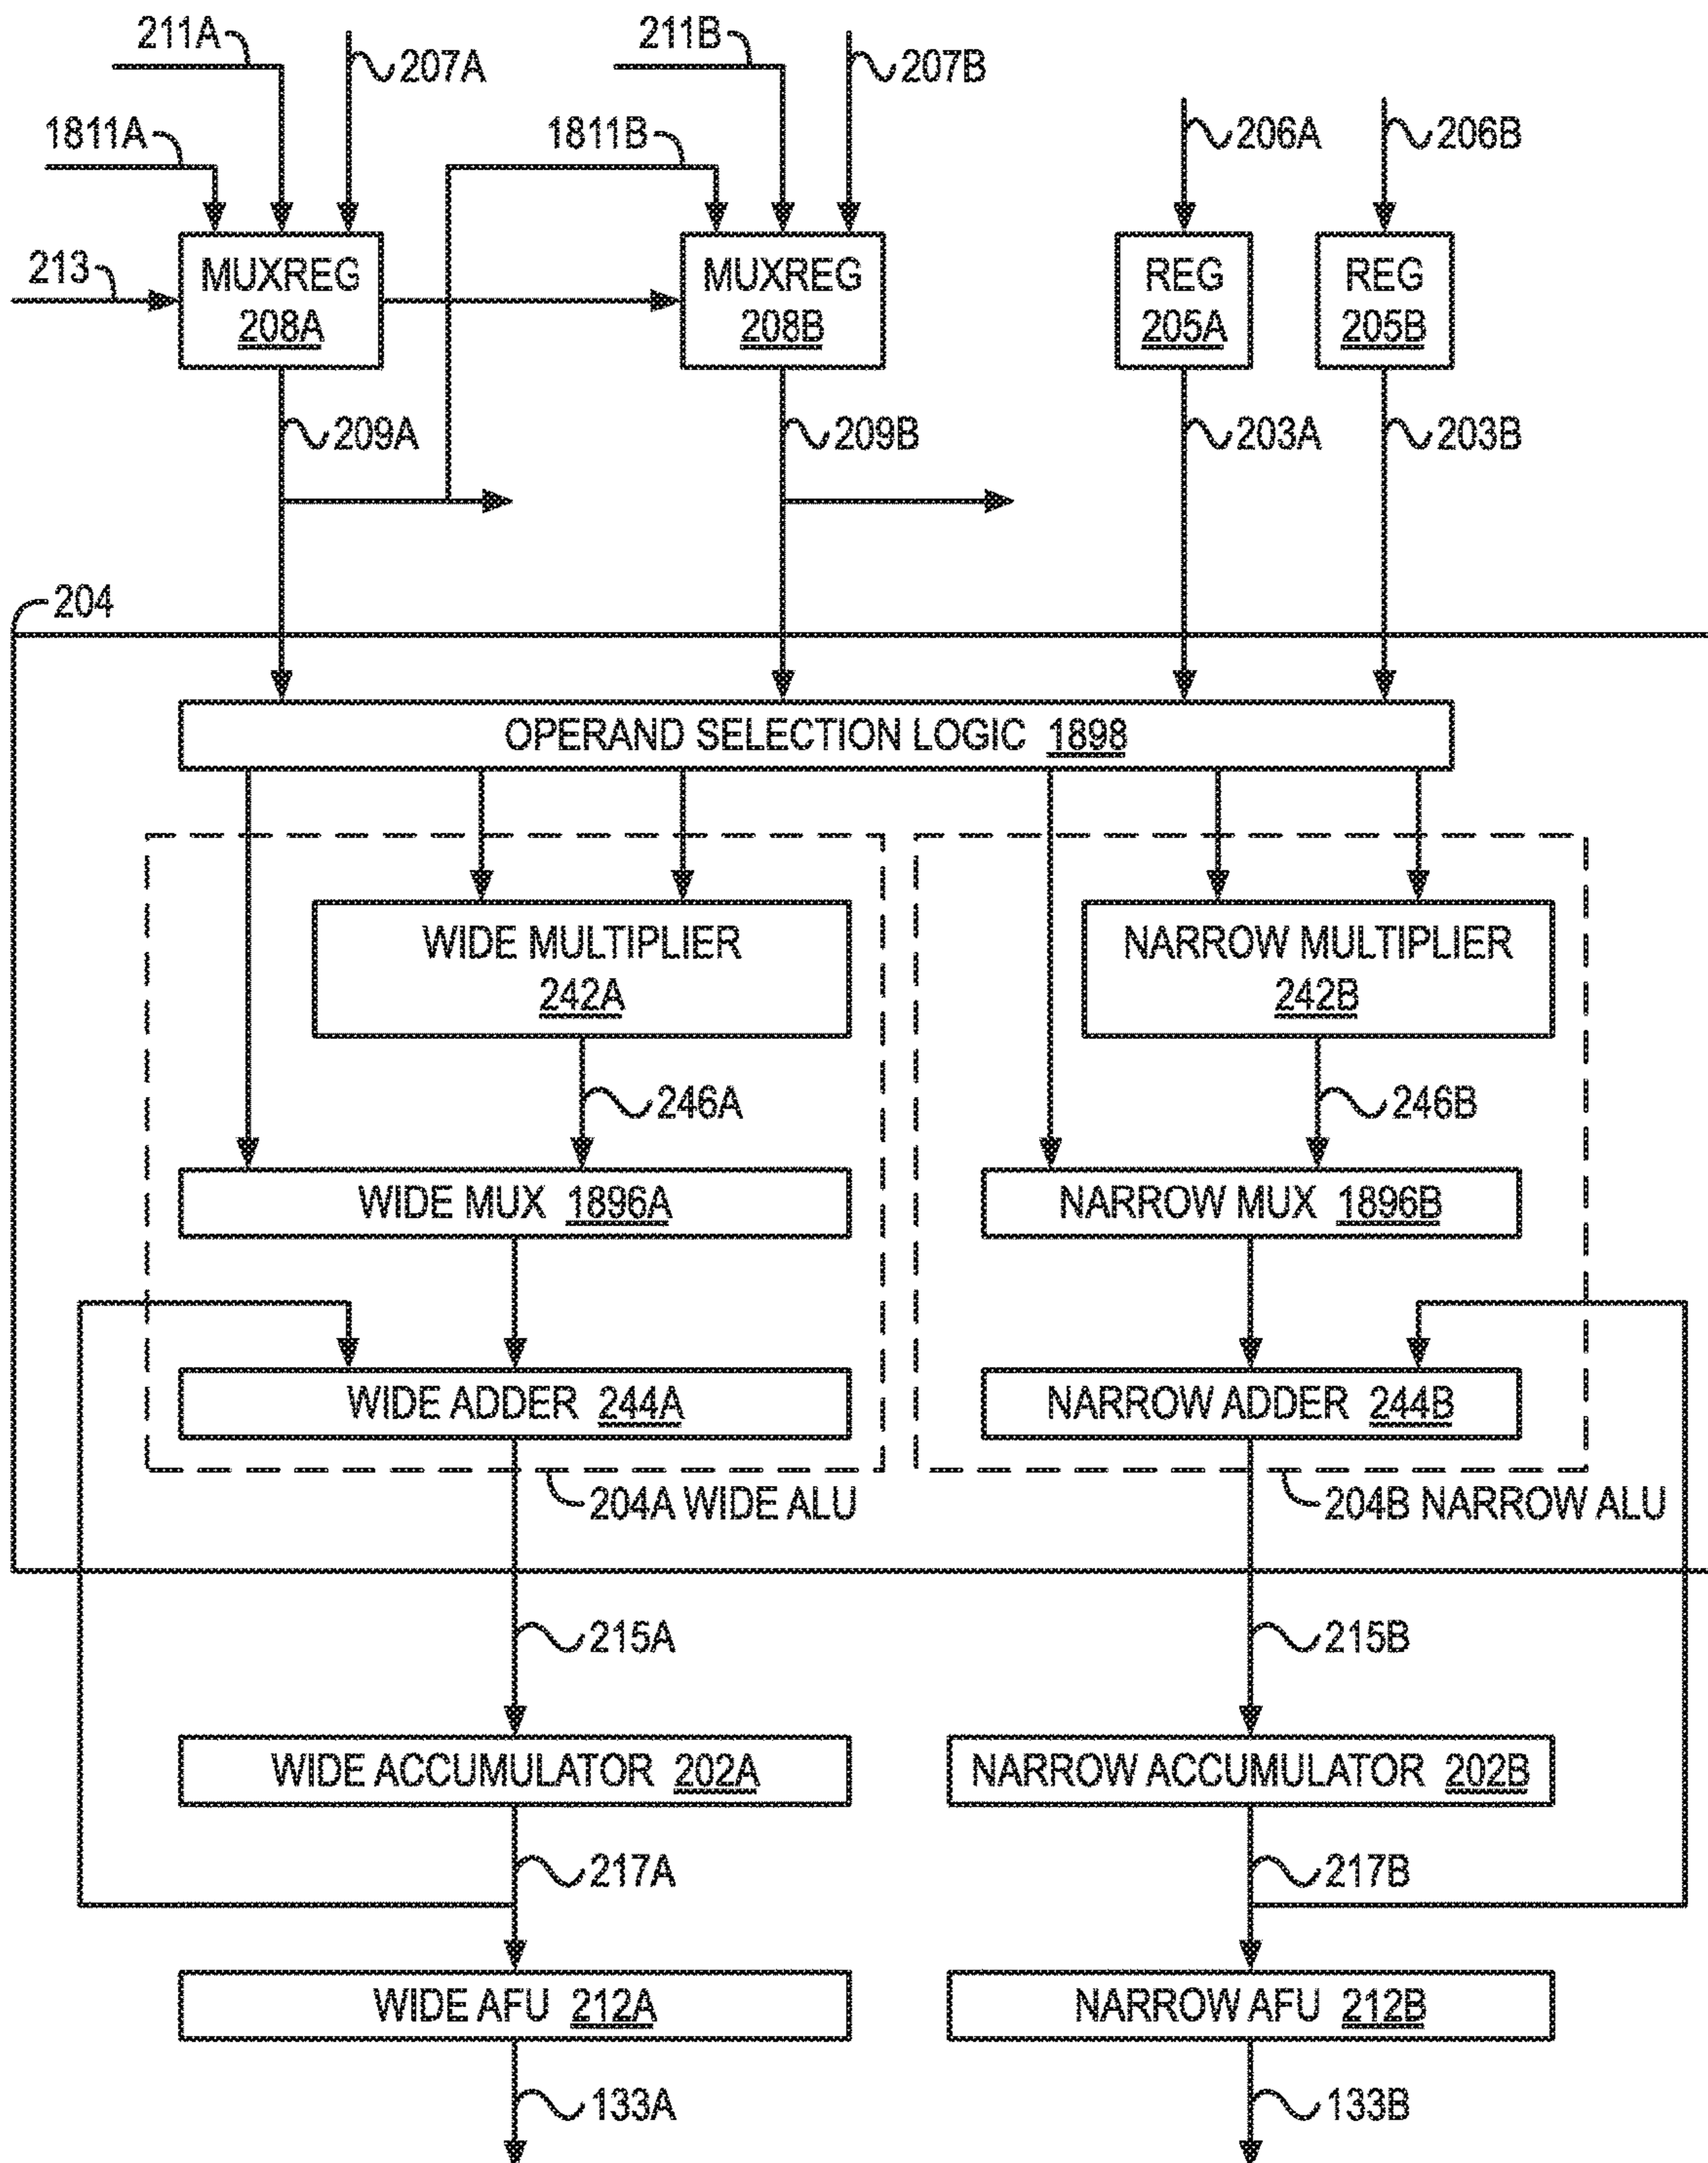 211A
207A
211B
207B
1811A
1811B
206A
206B
213
MUXREG
208A
MUXREG
208B
REG
205A
REG
205B
209A
209B
203A
203B
204
OPERAND SELECTION LOGIC 1898
WIDE MULTIPLIER
242A
NARROW MULTIPLIER
242B
246A
246B
WIDE MUX 1896A
NARROW MUX 1896B
WIDE ADDER 244A
NARROW ADDER 244B
204A WIDE ALU
204B NARROW ALU
215A
215B
WIDE ACCUMULATOR 202A
NARROW ACCUMULATOR 202B
217A
217B
WIDE AFU 212A
NARROW AFU 212B
133A
133B